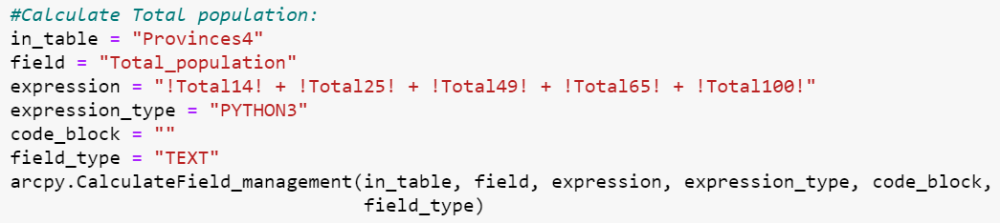 #Calculate Total population:
in_table = "Provinces4"
field = "Total_population"
expression = "!Total14! + !Total25! + !Total49! + !Total65! + !Total100!"
expression_type = "PYTHON3"
code_block = ""
field_type = "TEXT"
arcpy.CalculateField_management(in_table, field, expression, expression_type, code_block,
field_type)